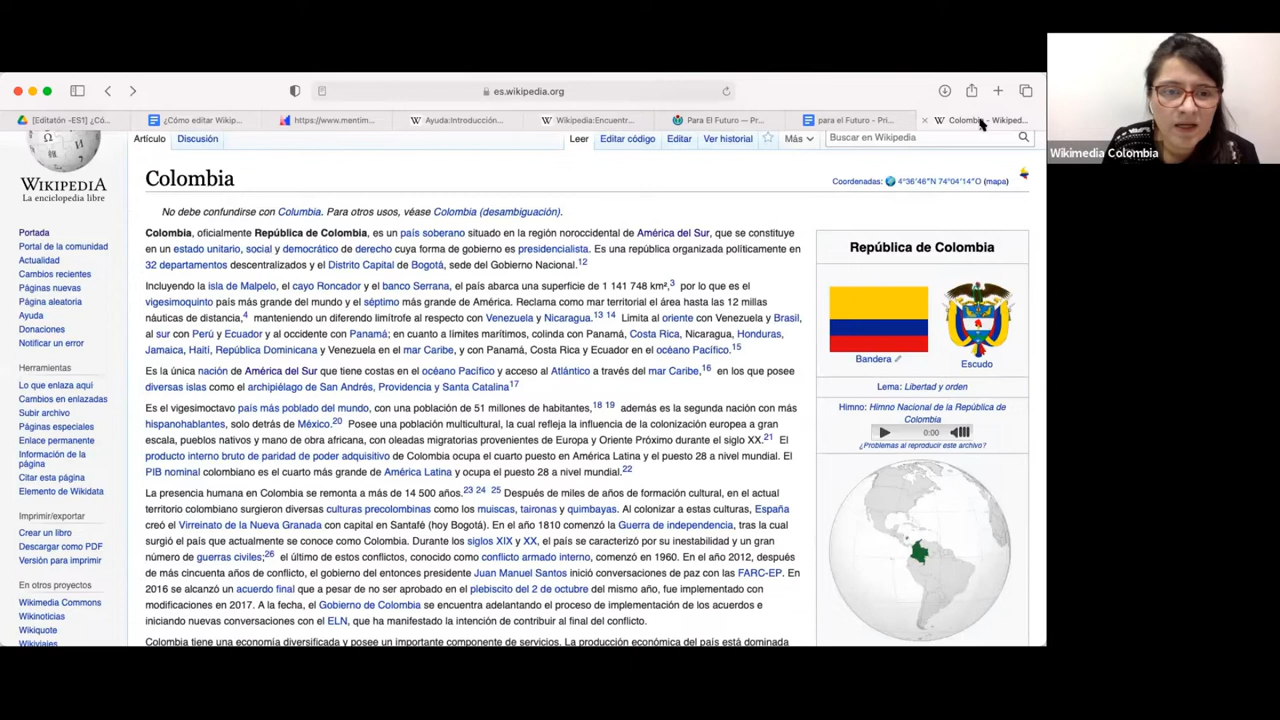 es.wikipedia.org
[Editatón -ES1] ¿Có...
¿Cómo editar Wikip...
https://www.mentim...
Ayuda:Introducción...
Wikipedia:Encuentr...
Para El Futuro — Pr...
para el Futuro - Pri...
Colombia - Wikiped...
Wikimedia Colombia
WIKIPEDIA
La enciclopedia libre
Portada
Portal de la comunidad
Actualidad
Cambios recientes
Páginas nuevas
Página aleatoria
Ayuda
Donaciones
Notificar un error
Herramientas
Lo que enlaza aquí
Cambios en enlazadas
Subir archivo
Páginas especiales
Enlace permanente
Información de la
página
Citar esta página
Elemento de Wikidata
Imprimir/exportar
Crear un libro
Descargar como PDF
Versión para imprimir
En otros proyectos
Wikimedia Commons
Wikinoticias
Wikiquote
Wikiviajes
Artículo Discusión Leer Editar código Editar Ver historial Más Buscar en Wikipedia
Colombia
Coordenadas: 4°36′46″N 74°04′14″O (mapa)
No debe confundirse con Columbia. Para otros usos, véase Colombia (desambiguación).
Colombia, oficialmente República de Colombia, es un país soberano situado en la región noroccidental de América del Sur, que se constituye
en un estado unitario, social y democrático de derecho cuya forma de gobierno es presidencialista. Es una república organizada políticamente en
32 departamentos descentralizados y el Distrito Capital de Bogotá, sede del Gobierno Nacional.12
Incluyendo la isla de Malpelo, el cayo Roncador y el banco Serrana, el país abarca una superficie de 1 141 748 km²,3 por lo que es el
vigesimoquinto país más grande del mundo y el séptimo más grande de América. Reclama como mar territorial el área hasta las 12 millas
náuticas de distancia,4 manteniendo un diferendo limítrofe al respecto con Venezuela y Nicaragua.13 14 Limita al oriente con Venezuela y Brasil,
al sur con Perú y Ecuador y al occidente con Panamá; en cuanto a límites marítimos, colinda con Panamá, Costa Rica, Nicaragua, Honduras,
Jamaica, Haití, República Dominicana y Venezuela en el mar Caribe, y con Panamá, Costa Rica y Ecuador en el océano Pacífico.15
Es la única nación de América del Sur que tiene costas en el océano Pacífico y acceso al Atlántico a través del mar Caribe,16 en los que posee
diversas islas como el archipiélago de San Andrés, Providencia y Santa Catalina17
Es el vigesimoctavo país más poblado del mundo, con una población de 51 millones de habitantes,18 19 además es la segunda nación con más
hispanohablantes, solo detrás de México.20 Posee una población multicultural, la cual refleja la influencia de la colonización europea a gran
escala, pueblos nativos y mano de obra africana, con oleadas migratorias provenientes de Europa y Oriente Próximo durante el siglo XX.21 El
producto interno bruto de paridad de poder adquisitivo de Colombia ocupa el cuarto puesto en América Latina y el puesto 28 a nivel mundial. El
PIB nominal colombiano es el cuarto más grande de América Latina y ocupa el puesto 28 a nivel mundial.22
La presencia humana en Colombia se remonta a más de 14 500 años.23 24 25 Después de miles de años de formación cultural, en el actual
territorio colombiano surgieron diversas culturas precolombinas como los muiscas, taironas y quimbayas. Al colonizar a estas culturas, España
creó el Virreinato de la Nueva Granada con capital en Santafé (hoy Bogotá). En el año 1810 comenzó la Guerra de independencia, tras la cual
surgió el país que actualmente se conoce como Colombia. Durante los siglos XIX y XX, el país se caracterizó por su inestabilidad y un gran
número de guerras civiles;26 el último de estos conflictos, conocido como conflicto armado interno, comenzó en 1960. En el año 2012, después
de más cincuenta años de conflicto, el gobierno del entonces presidente Juan Manuel Santos inició conversaciones de paz con las FARC-EP. En
2016 se alcanzó un acuerdo final que a pesar de no ser aprobado en el plebiscito del 2 de octubre del mismo año, fue implementado con
modificaciones en 2017. A la fecha, el Gobierno de Colombia se encuentra adelantando el proceso de implementación de los acuerdos e
iniciando nuevas conversaciones con el ELN, que ha manifestado la intención de contribuir al final del conflicto.
Colombia tiene una economía diversificada y posee un importante componente de servicios. La producción económica del país está dominada
República de Colombia
Bandera
Escudo
Lema: Libertad y orden
Himno: Himno Nacional de la República de
Colombia
0:00
¿Problemas al reproducir este archivo?